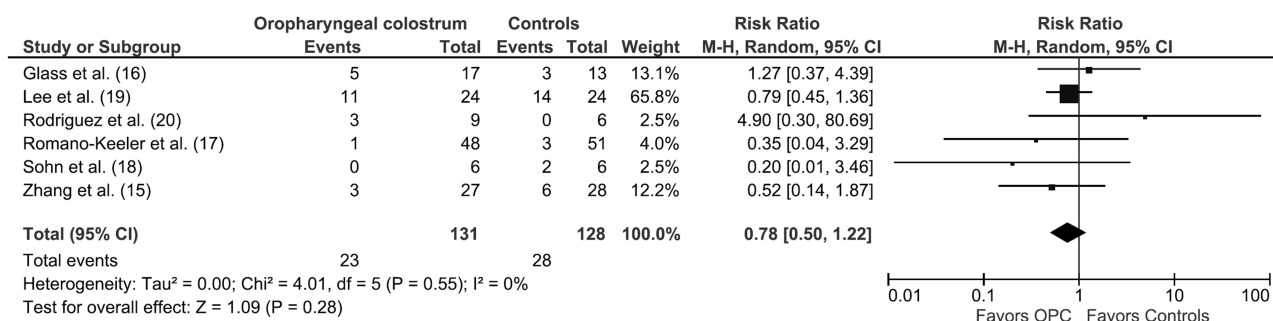 Oropharyngeal colostrum Controls Risk Ratio Risk Ratio
Study or Subgroup Events Total Events Total Weight M-H, Random, 95% CI M-H, Random, 95% CI
Glass et al. (16) 5 17 3 13 13.1% 1.27 [0.37, 4.39]
Lee et al. (19) 11 24 14 24 65.8% 0.79 [0.45, 1.36]
Rodriguez et al. (20) 3 9 0 6 2.5% 4.90 [0.30, 80.69]
Romano-Keeler et al. (17) 1 48 3 51 4.0% 0.35 [0.04, 3.29]
Sohn et al. (18) 0 6 2 6 2.5% 0.20 [0.01, 3.46]
Zhang et al. (15) 3 27 6 28 12.2% 0.52 [0.14, 1.87]
Total (95% CI) 131 128 100.0% 0.78 [0.50, 1.22]
Total events 23 28
Heterogeneity: Tau² = 0.00; Chi² = 4.01, df = 5 (P = 0.55); I² = 0%
Test for overall effect: Z = 1.09 (P = 0.28)
0.01 0.1 1 10 100
Favors OPC Favors Controls